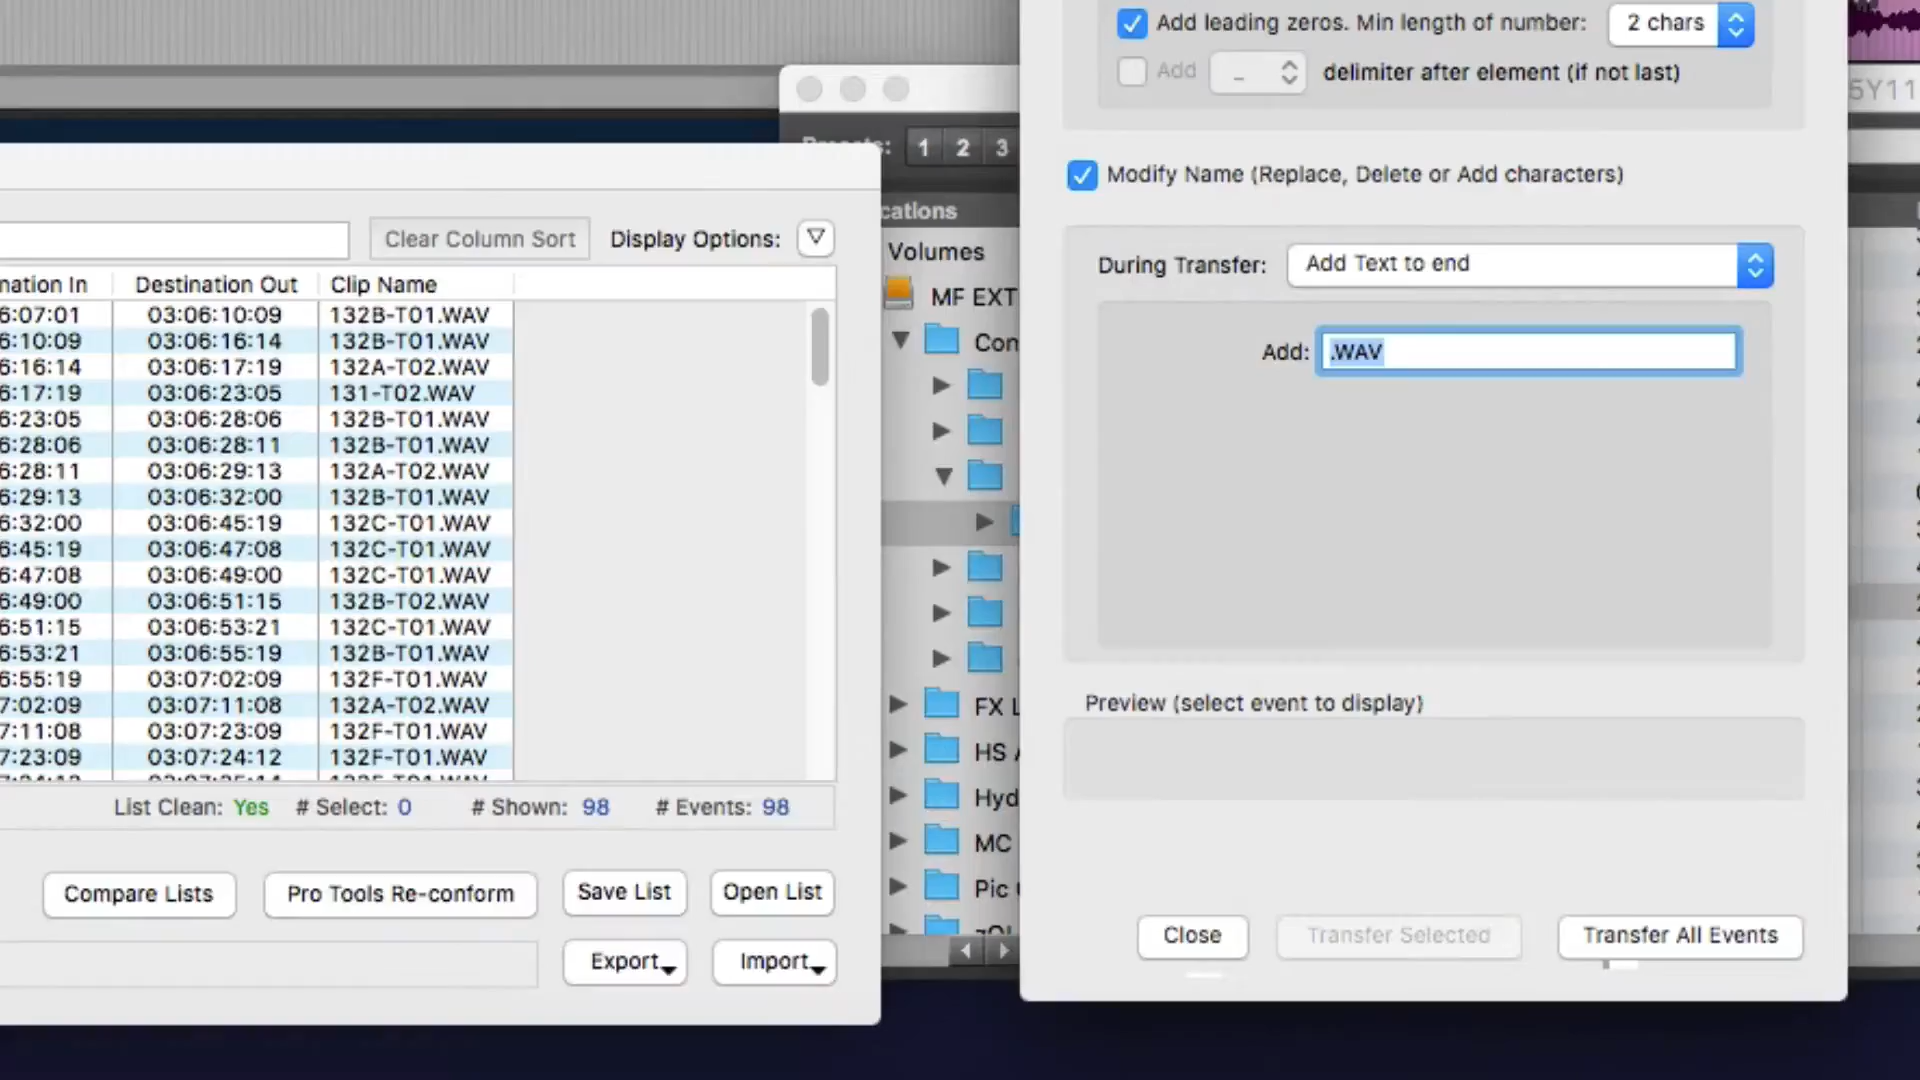 Add leading zeros. Min length of number: 2 chars
Add _ delimiter after element (if not last)
5Y11
Presets: 1 2 3
Modify Name (Replace, Delete or Add characters)
cations
Clear Column Sort Display Options:
Volumes
During Transfer: Add Text to end
nation In Destination Out Clip Name
MF EXT
6:07:01 03:06:10:09 132B-T01.WAV
6:10:09 03:06:16:14 132B-T01.WAV
Con
Add: .WAV
6:16:14 03:06:17:19 132A-T02.WAV
6:17:19 03:06:23:05 131-T02.WAV
6:23:05 03:06:28:06 132B-T01.WAV
6:28:06 03:06:28:11 132B-T01.WAV
6:28:11 03:06:29:13 132A-T02.WAV
6:29:13 03:06:32:00 132B-T01.WAV
6:32:00 03:06:45:19 132C-T01.WAV
6:45:19 03:06:47:08 132C-T01.WAV
6:47:08 03:06:49:00 132C-T01.WAV
6:49:00 03:06:51:15 132B-T02.WAV
6:51:15 03:06:53:21 132C-T01.WAV
6:53:21 03:06:55:19 132B-T01.WAV
6:55:19 03:07:02:09 132F-T01.WAV
7:02:09 03:07:11:08 132A-T02.WAV
7:11:08 03:07:23:09 132F-T01.WAV
7:23:09 03:07:24:12 132F-T01.WAV
FX L
Preview (select event to display)
HS
Hyd
List Clean: Yes # Select: 0 # Shown: 98 # Events: 98
MC
Pic
Compare Lists Pro Tools Re-conform Save List Open List
Close Transfer Selected Transfer All Events
Export Import